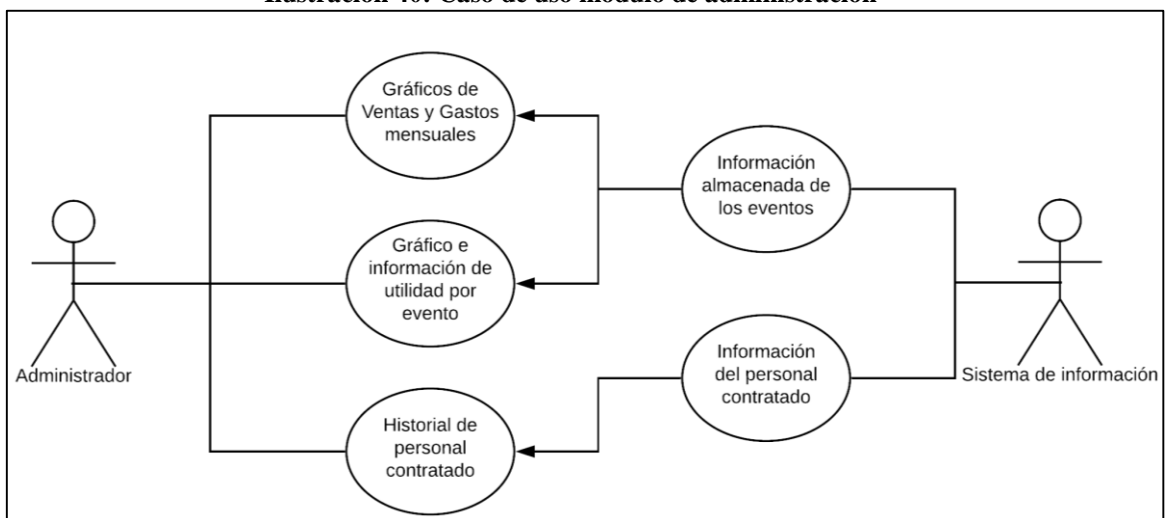 Ilustración 40: Caso de uso módulo de administración
Gráficos de
Ventas y Gastos
mensuales
Información
almacenada de
los eventos
Gráfico e
información de
utilidad por
evento
Administrador
Información
del personal
contratado
Sistema de información
Historial de
personal
contratado